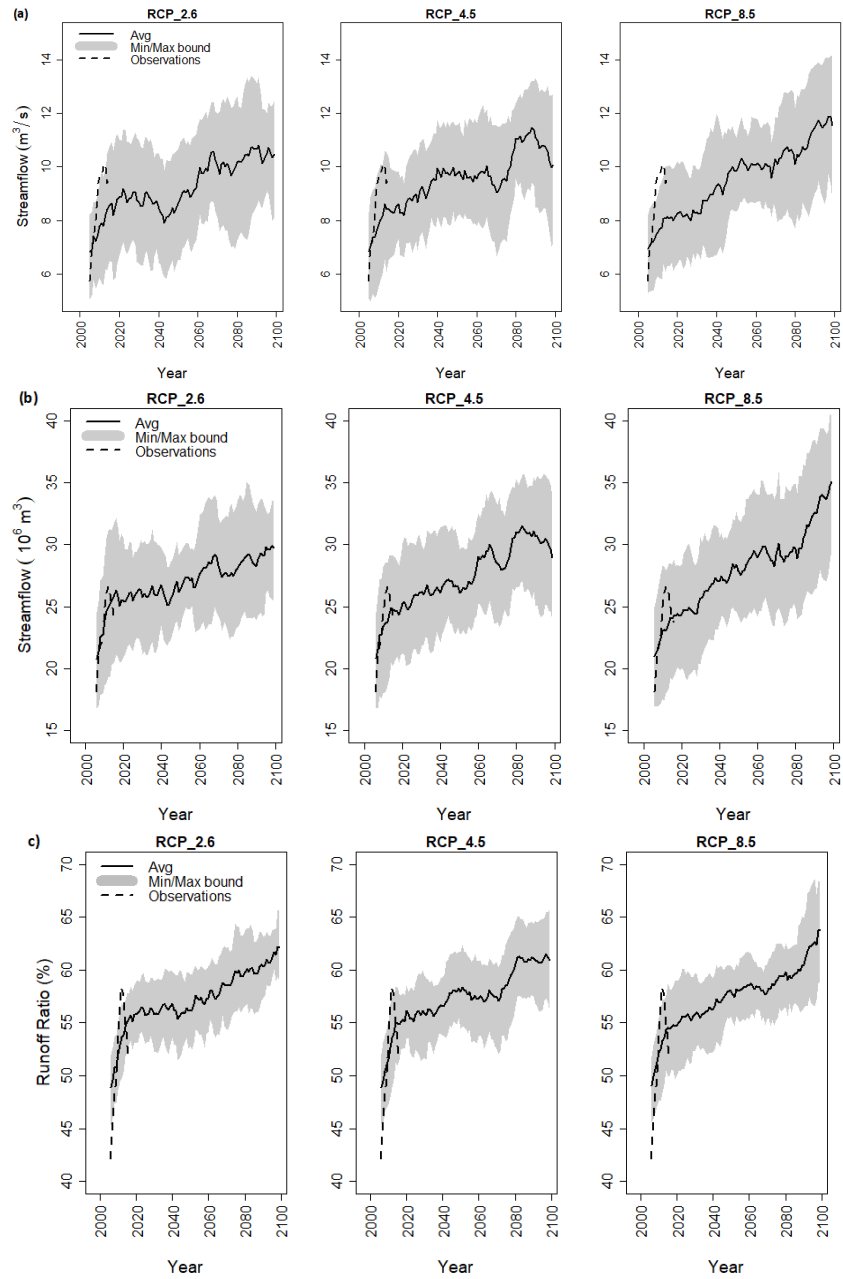 (a)
RCP_2.6
RCP_4.5
RCP_8.5
Avg
Min/Max bound
Observations
Streamflow (m³/s)
14
12
10
8
6
14
12
10
8
6
14
12
10
8
6
2000 2020 2040 2060 2080 2100
2000 2020 2040 2060 2080 2100
2000 2020 2040 2060 2080 2100
Year
Year
Year
(b)
RCP_2.6
RCP_4.5
RCP_8.5
Avg
Min/Max bound
Observations
Streamflow ( 10⁶ m³)
40
35
30
25
20
15
40
35
30
25
20
15
40
35
30
25
20
15
2000 2020 2040 2060 2080 2100
2000 2020 2040 2060 2080 2100
2000 2020 2040 2060 2080 2100
Year
Year
Year
c)
RCP_2.6
RCP_4.5
RCP_8.5
Avg
Min/Max bound
Observations
Runoff Ratio (%)
70
65
60
55
50
45
40
70
65
60
55
50
45
40
70
65
60
55
50
45
40
2000 2020 2040 2060 2080 2100
2000 2020 2040 2060 2080 2100
2000 2020 2040 2060 2080 2100
Year
Year
Year